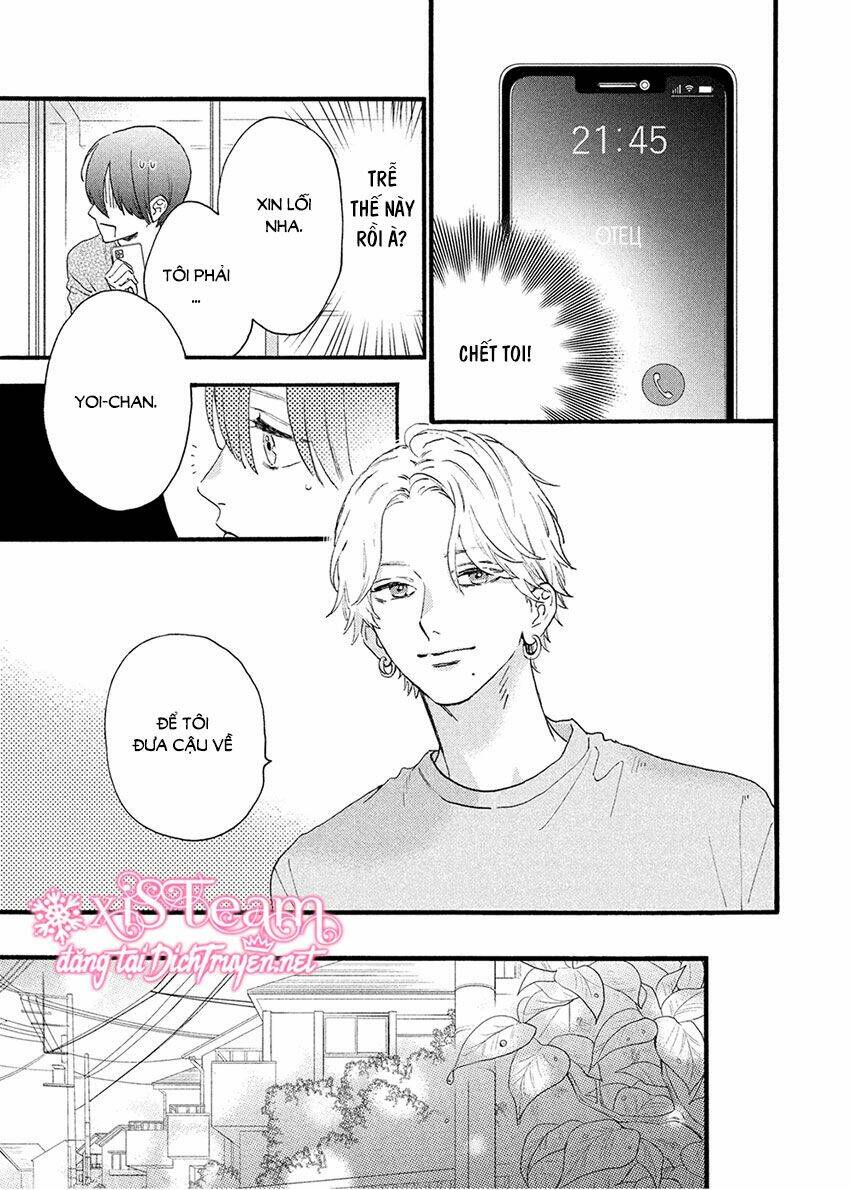 21:45
ОТЕЦ
CHẾT TOI!
TRỄ
THẾ NÀY
RỒI À?
XIN LỐI
NHA.
TÔI PHẢI
...
YOI-CHAN.
ĐỂ TÔI
ĐƯA CẬU VỀ
xiSTeam
đăng tại DichTruyen.net